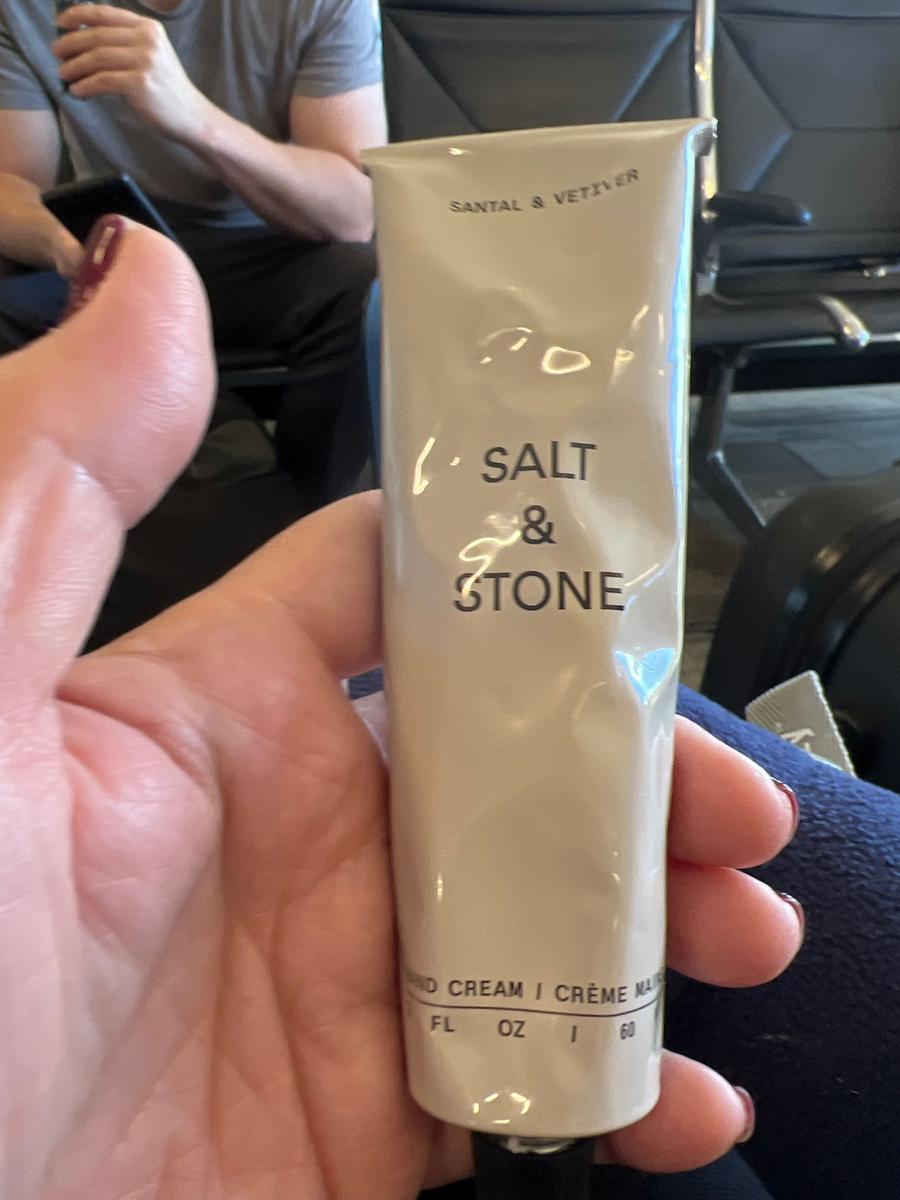 SANTAL & VETIVER
SALT
&
STONE
CREAM / CRÈME
FL OZ | 60